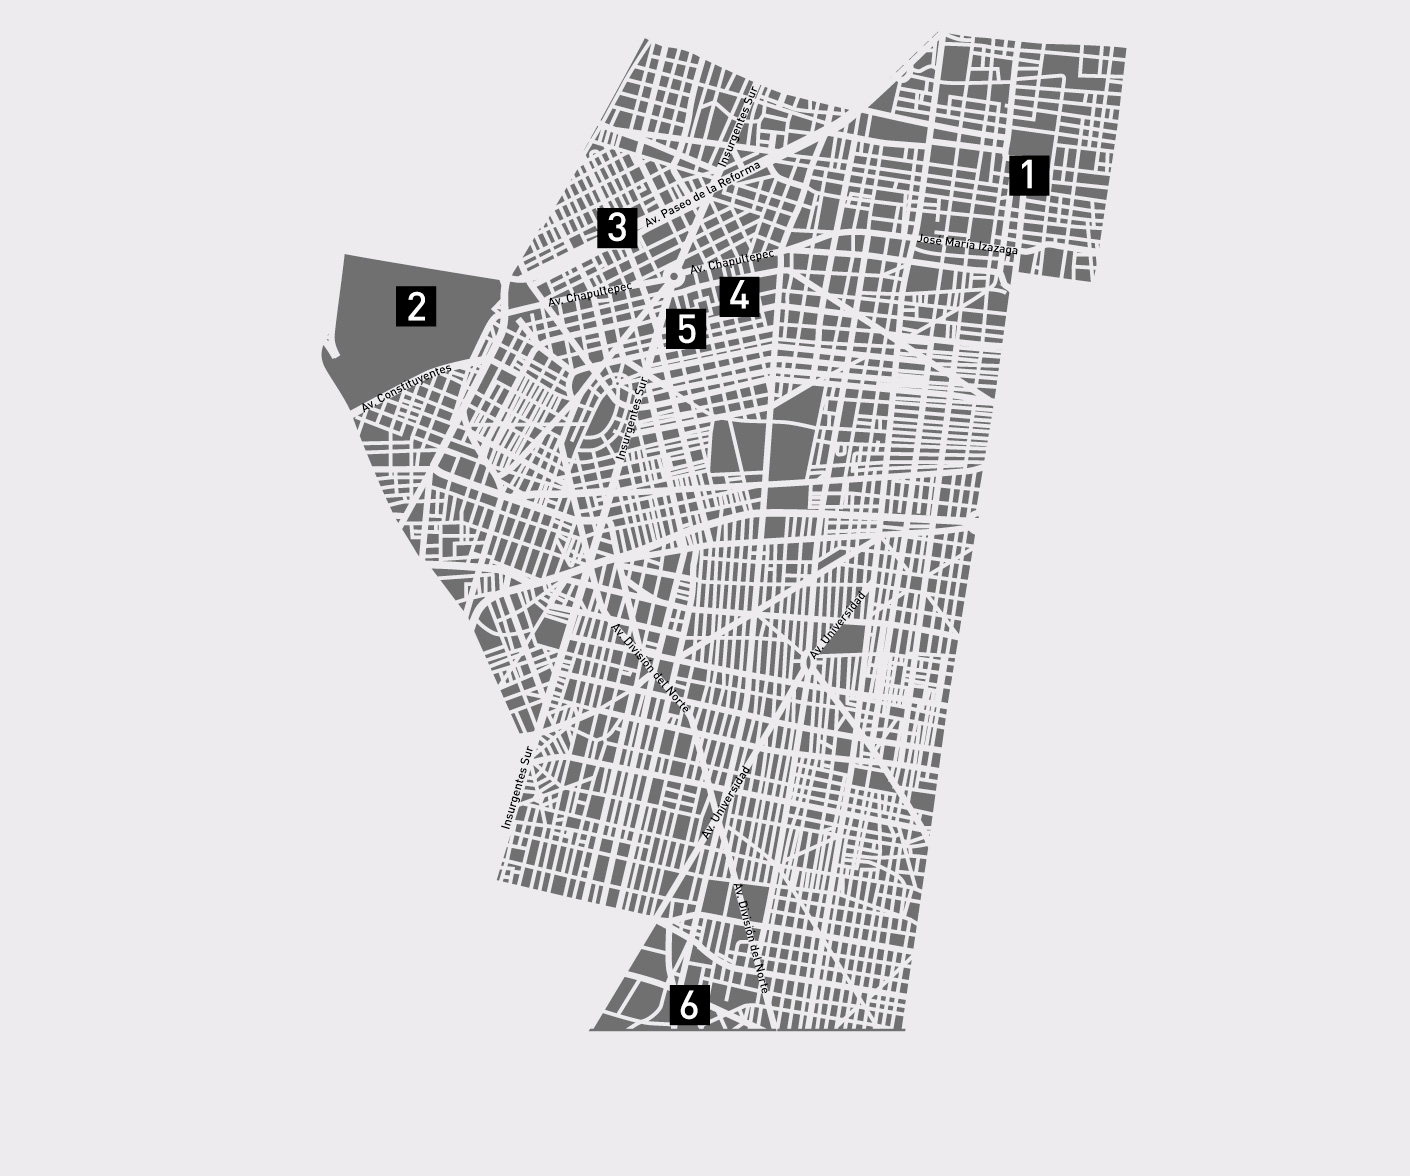 Insurgentes Sur
1
Av. Paseo de la Reforma
3
José María Izazaga
Av. Chapultepec
2
Av. Chapultepec
4
5
Av. Constituyentes
Insurgentes Sur
Av. Universidad
Av. División del Norte
Insurgentes Sur
Av. Universidad
Av. División del Norte
6